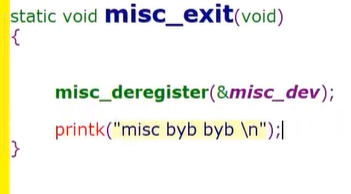 static void misc_exit(void)
{
misc_deregister(&misc_dev);
printk("misc byb byb \n");
}